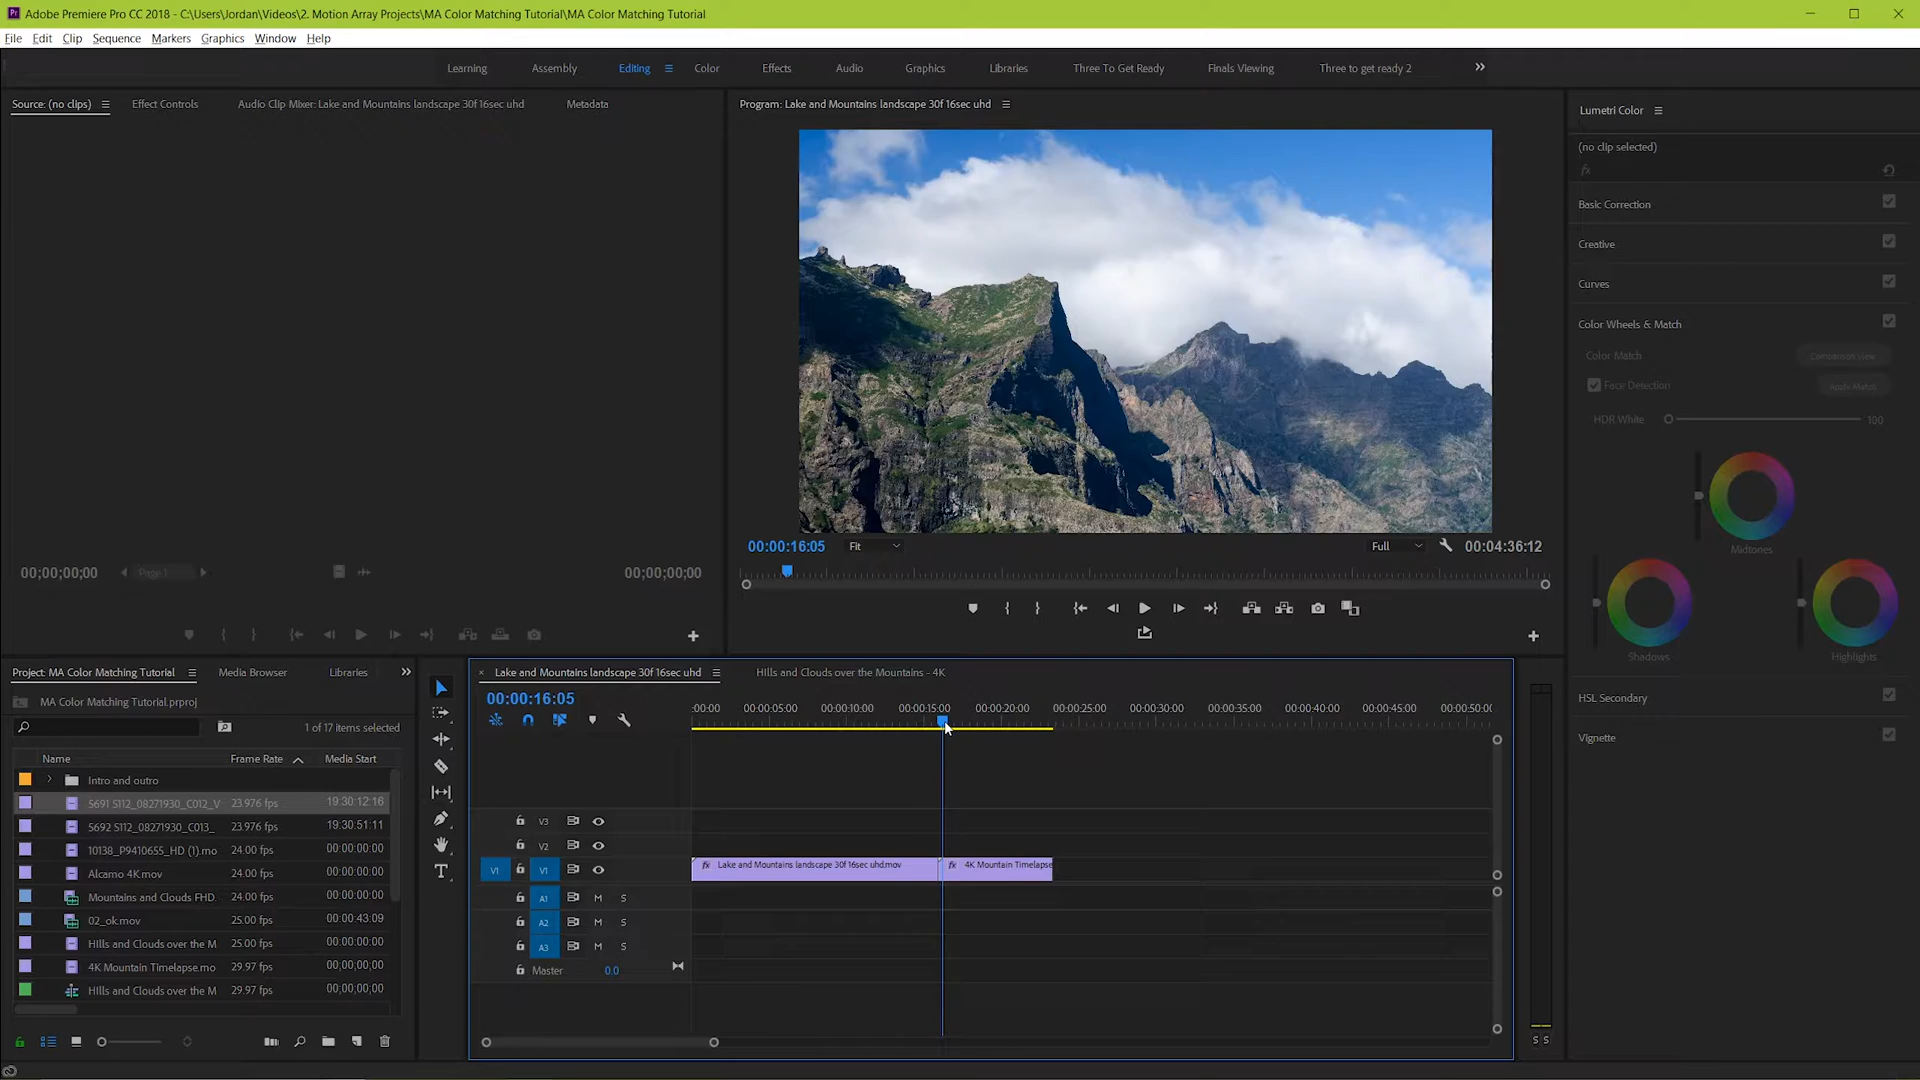 Adobe Premiere Pro CC 2018 - C:\Users\Jordan\Videos\2. Motion Array Projects\MA Color Matching Tutorial\MA Color Matching Tutorial
File Edit Clip Sequence Markers Graphics Window Help
Learning Assembly Editing Color Effects Audio Graphics Libraries Three To Get Ready Finals Viewing Three to get ready 2
Source: (no clips) Effect Controls Audio Clip Mixer: Lake and Mountains landscape 30f 16sec uhd Metadata
Program: Lake and Mountains landscape 30f 16sec uhd
Lumetri Color
(no clip selected)
fx
Basic Correction
Creative
Curves
Color Wheels & Match
Color Match Comparison view
Face Detection Apply Match
HDR White 100
Midtones
Shadows Highlights
HSL Secondary
Vignette
00;00;00;00 Page 1 00;00;00;00
00:00:16:05 Fit Full 00:04:36:12
Project: MA Color Matching Tutorial Media Browser Libraries
MA Color Matching Tutorial.prproj
1 of 17 items selected
Name Frame Rate Media Start
Intro and outro
5691 S112_08271930_C012_V 23.976 fps 19:30:12:16
5692 S112_08271930_C013_ 23.976 fps 19:30:51:11
10138_P9410655_HD (1).mo 24.00 fps 00:00:00:00
Alcamo 4K.mov 24.00 fps 00:00:00:00
Mountains and Clouds FHD. 24.00 fps 00:00:00:00
02_ok.mov 25.00 fps 00:00:43:09
HIlls and Clouds over the M 25.00 fps 00:00:00:00
4K Mountain Timelapse.mo 29.97 fps 00;00;00;00
HIlls and Clouds over the M 29.97 fps 00;00;00;00
Lake and Mountains landscape 30f 16sec uhd HIlls and Clouds over the Mountains - 4K
00:00:16:05
:00:00 00:00:05:00 00:00:10:00 00:00:15:00 00:00:20:00 00:00:25:00 00:00:30:00 00:00:35:00 00:00:40:00 00:00:45:00 00:00:50:0
V3
V2
V1 V1 fx Lake and Mountains landscape 30f 16sec uhd.mov fx 4K Mountain Timelapse
A1 M S
A2 M S
A3 M S
Master 0.0
S S